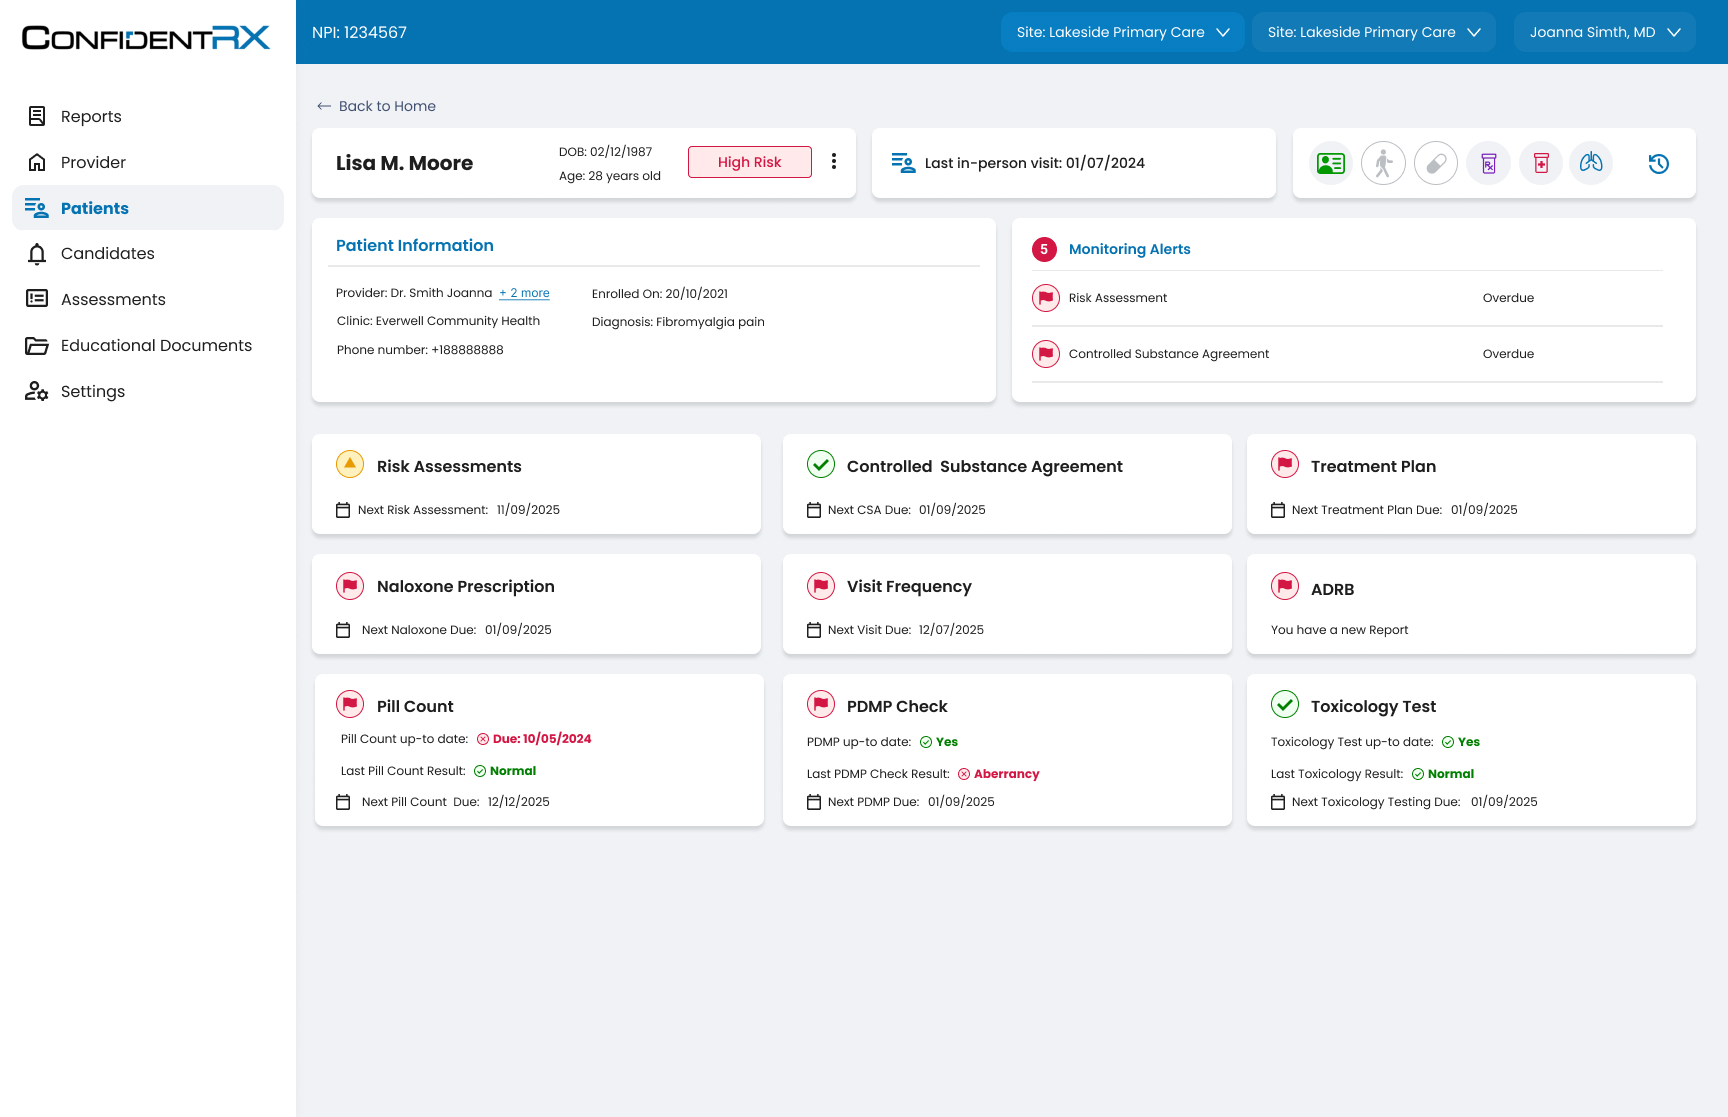 CONFIDENTRX
NPI: 1234567
Site: Lakeside Primary Care
Site: Lakeside Primary Care
Joanna Simth, MD
Reports
Provider
Patients
Candidates
Assessments
Educational Documents
Settings
Back to Home
Lisa M. Moore
DOB: 02/12/1987
Age: 28 years old
High Risk
Last in-person visit: 01/07/2024
Rx
Patient Information
Provider: Dr. Smith Joanna + 2 more
Clinic: Everwell Community Health
Phone number: +188888888
Enrolled On: 20/10/2021
Diagnosis: Fibromyalgia pain
5 Monitoring Alerts
Risk Assessment Overdue
Controlled Substance Agreement Overdue
Risk Assessments
Next Risk Assessment: 11/09/2025
Controlled Substance Agreement
Next CSA Due: 01/09/2025
Treatment Plan
Next Treatment Plan Due: 01/09/2025
Naloxone Prescription
Next Naloxone Due: 01/09/2025
Visit Frequency
Next Visit Due: 12/07/2025
ADRB
You have a new Report
Pill Count
Pill Count up-to date: Due: 10/05/2024
Last Pill Count Result: Normal
Next Pill Count Due: 12/12/2025
PDMP Check
PDMP up-to date: Yes
Last PDMP Check Result: Aberrancy
Next PDMP Due: 01/09/2025
Toxicology Test
Toxicology Test up-to date: Yes
Last Toxicology Result: Normal
Next Toxicology Testing Due: 01/09/2025